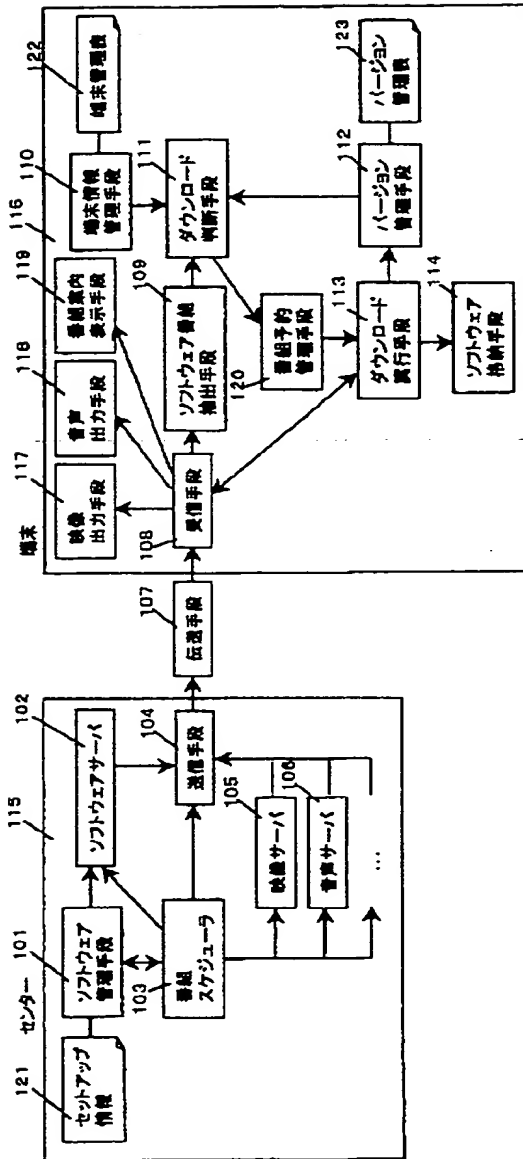 センター
115
121
セットアップ
情報
101
ソフトウェア
管理手段
102
ソフトウェアサーバ
103
番組
スケジューラ
104
送信手段
105
映像サーバ
106
音声サーバ
…
107
伝送手段
端末
116
108
受信手段
117
映像
出力手段
118
音声
出力手段
119
番組案内
表示手段
110
端末情報
管理手段
122
端末管理表
109
ソフトウェア番組
抽出手段
111
ダウンロード
判断手段
120
番組予約
管理手段
113
ダウンロード
実行手段
112
バージョン
管理手段
123
バージョン
管理表
114
ソフトウェア
格納手段